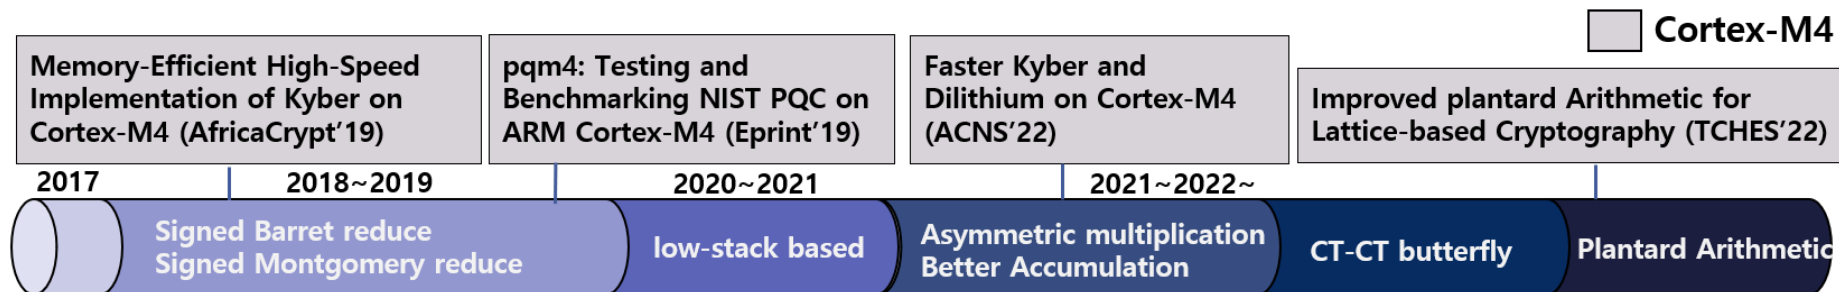 Cortex-M4
Memory-Efficient High-Speed
Implementation of Kyber on
Cortex-M4 (AfricaCrypt’19)
pqm4: Testing and
Benchmarking NIST PQC on
ARM Cortex-M4 (Eprint’19)
Faster Kyber and
Dilithium on Cortex-M4
(ACNS’22)
Improved plantard Arithmetic for
Lattice-based Cryptography (TCHES’22)
2017
2018~2019
2020~2021
2021~2022~
Signed Barret reduce
Signed Montgomery reduce
low-stack based
Asymmetric multiplication
Better Accumulation
CT-CT butterfly
Plantard Arithmetic